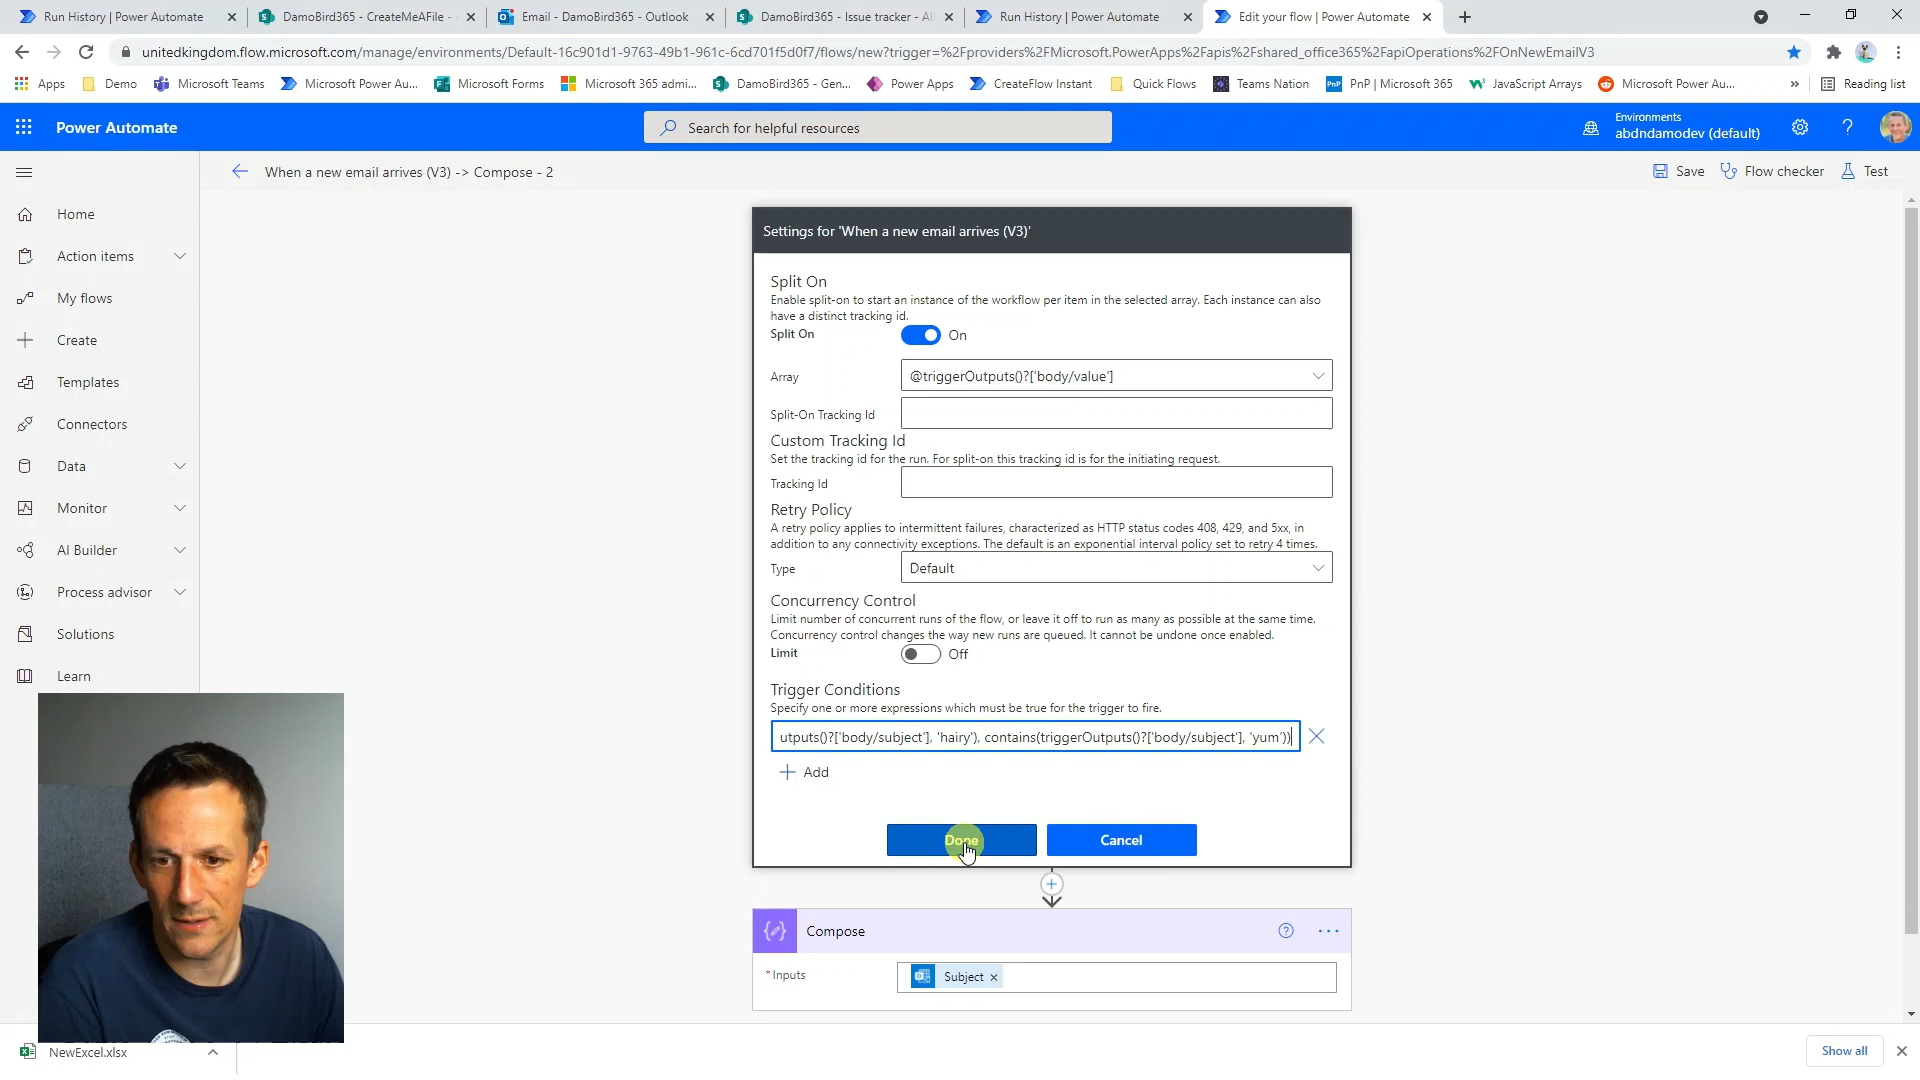 Run History | Power Automate
DamoBird365 - CreateMeAFile -
Email - DamoBird365 - Outlook
DamoBird365 - Issue tracker - All
Run History | Power Automate
Edit your flow | Power Automate
unitedkingdom.flow.microsoft.com/manage/environments/Default-16c901d1-9763-49b1-961c-6cd701f5d0f7/flows/new?trigger=%2Fproviders%2FMicrosoft.PowerApps%2Fapis%2Fshared_office365%2FapiOperations%2FOnNewEmailV3
Apps
Demo
Microsoft Teams
Microsoft Power Au...
Microsoft Forms
Microsoft 365 admi...
DamoBird365 - Gen...
Power Apps
CreateFlow Instant
Quick Flows
Teams Nation
PnP | Microsoft 365
JavaScript Arrays
Microsoft Power Au...
Reading list
Power Automate
Search for helpful resources
Environments
abdndamodev (default)
When a new email arrives (V3) -> Compose - 2
Save
Flow checker
Test
Home
Action items
My flows
Create
Templates
Connectors
Data
Monitor
AI Builder
Process advisor
Solutions
Learn
Settings for 'When a new email arrives (V3)'
Split On
Enable split-on to start an instance of the workflow per item in the selected array. Each instance can also
have a distinct tracking id.
Split On
On
Array
@triggerOutputs()?['body/value']
Split-On Tracking Id
Custom Tracking Id
Set the tracking id for the run. For split-on this tracking id is for the initiating request.
Tracking Id
Retry Policy
A retry policy applies to intermittent failures, characterized as HTTP status codes 408, 429, and 5xx, in
addition to any connectivity exceptions. The default is an exponential interval policy set to retry 4 times.
Type
Default
Concurrency Control
Limit number of concurrent runs of the flow, or leave it off to run as many as possible at the same time.
Concurrency control changes the way new runs are queued. It cannot be undone once enabled.
Limit
Off
Trigger Conditions
Specify one or more expressions which must be true for the trigger to fire.
utputs()?['body/subject'], 'hairy'), contains(triggerOutputs()?['body/subject'], 'yum'))
Add
Done
Cancel
Compose
*Inputs
Subject
NewExcel.xlsx
Show all